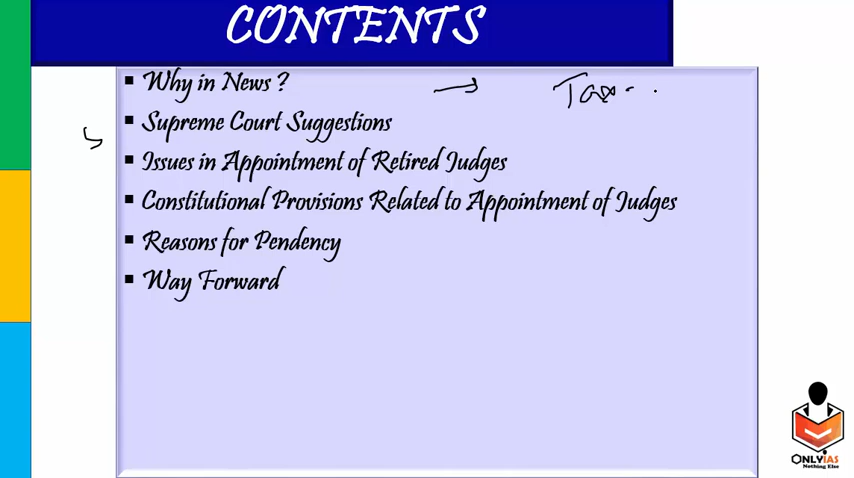 CONTENTS
▪ Why in News ?
▪ Supreme Court Suggestions
▪ Issues in Appointment of Retired Judges
▪ Constitutional Provisions Related to Appointment of Judges
▪ Reasons for Pendency
▪ Way Forward
ONLYIAS
Nothing Else